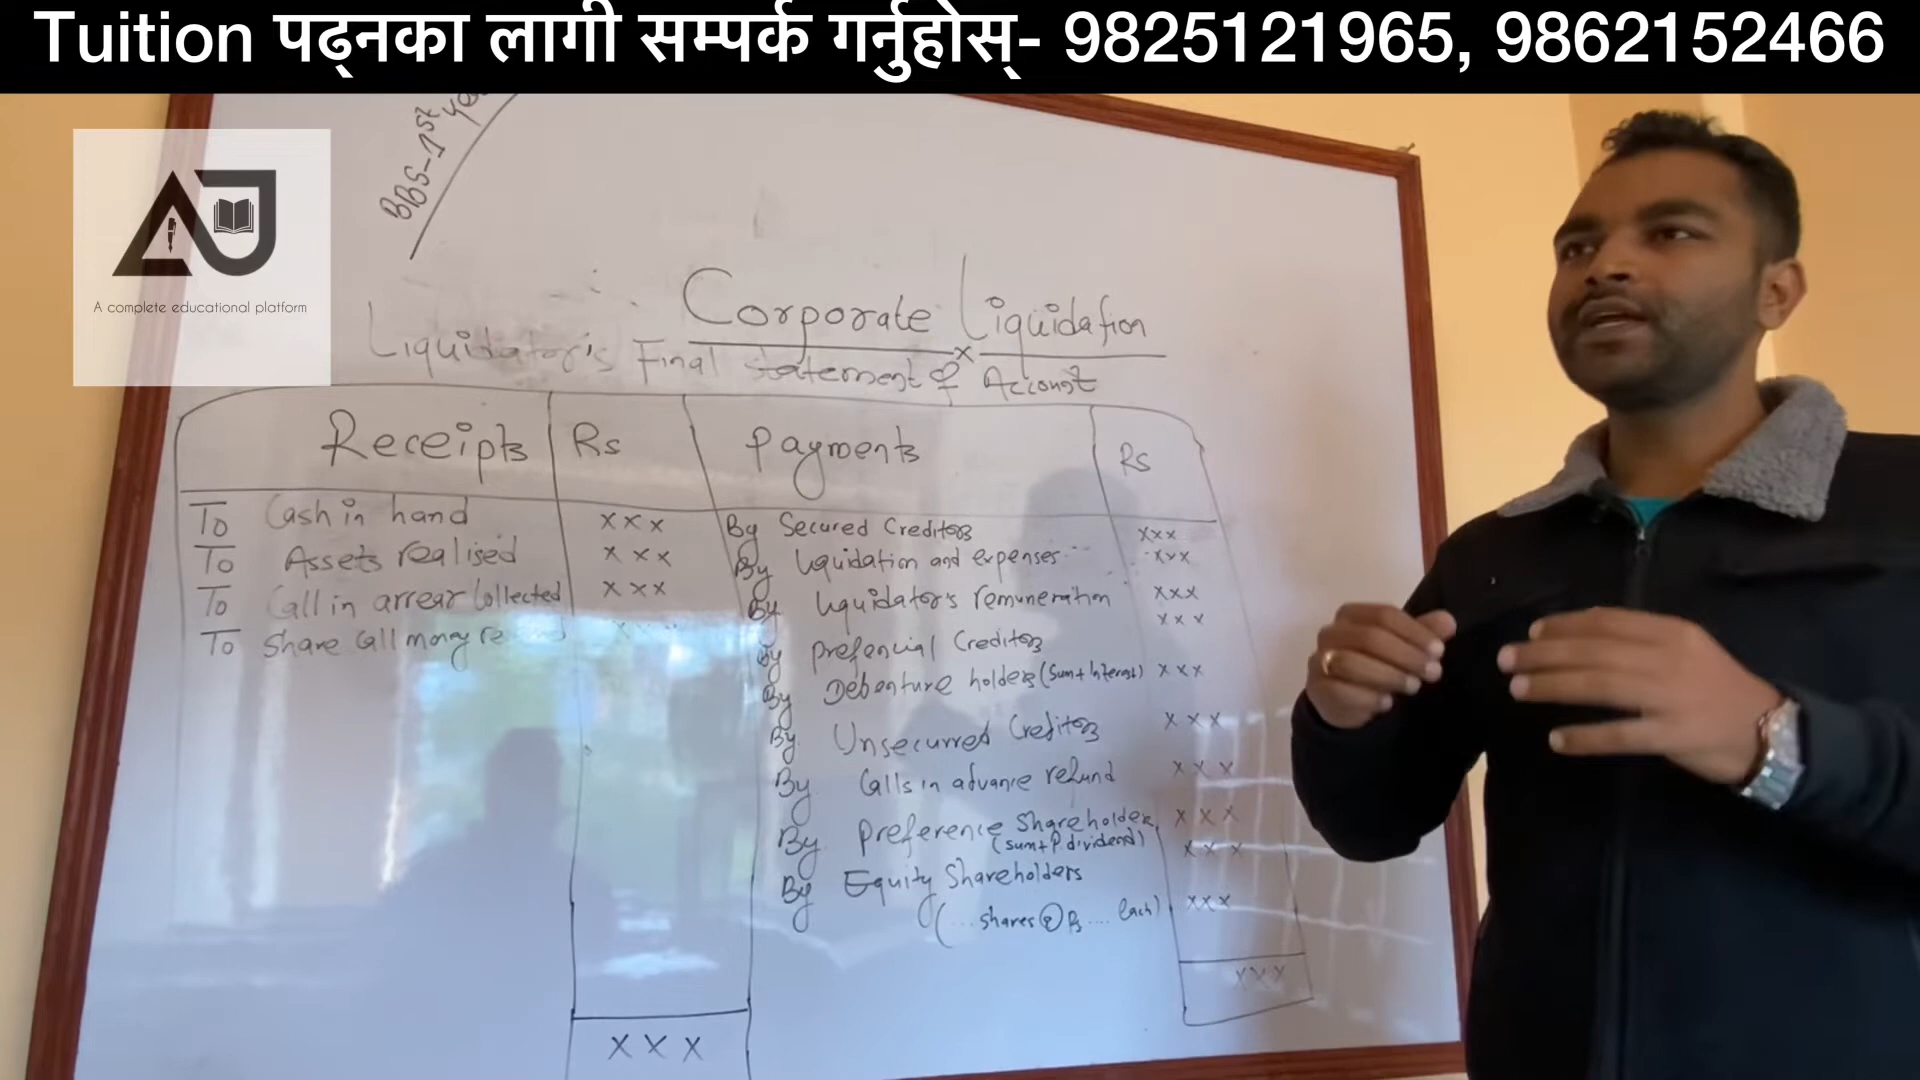 Tuition पढ्नका लागी सम्पर्क गर्नुहोस्- 9825121965, 9862152466
BBS-1st
AJ
A complete educational platform
Corporate Liquidation
Liquidator's Final Statement of Account
Receipts Rs Payments Rs
To Cash in hand xxx By Secured Creditors xxx
To Assets realised xxx By Liquidation and expenses xxx
To Call in arrear Collected xxx By Liquidator's remuneration xxx
To Share Call money By Prefencial Creditors xxx
By Debenture holders (Sum + Interest) xxx
By Unsecurred Creditors xxx
By Calls in advance refund xxx
By Preference Shareholders xxx
(sum + P. dividend) xxx
By Equity Shareholders
(... shares @ Rs .... each) xxx
xxx
xxx